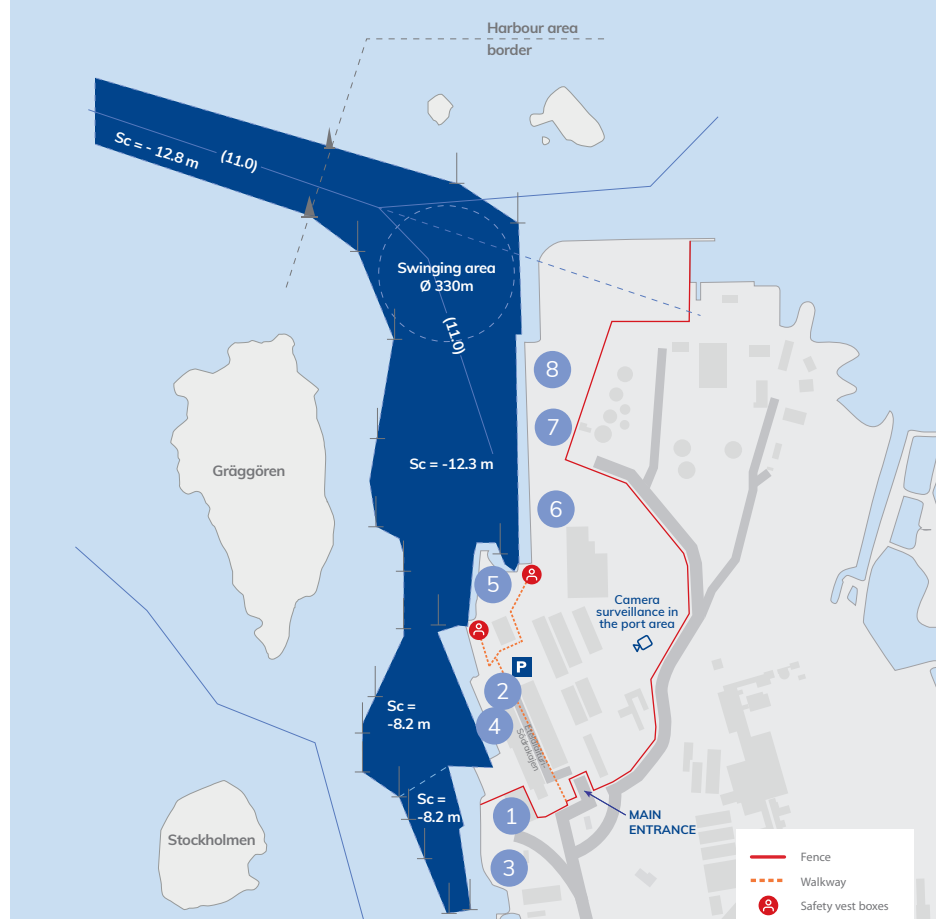 Harbour area
border
Sc = - 12.8 m
(11.0)
Swinging area
Ø 330m
(11.0)
8
7
Gräggören
Sc = -12.3 m
6
5
Camera
surveillance in
the port area
P
2
Sc =
-8.2 m
4
Södrakajen
Sc =
-8.2 m
1
MAIN
ENTRANCE
Stockholmen
3
Fence
Walkway
Safety vest boxes